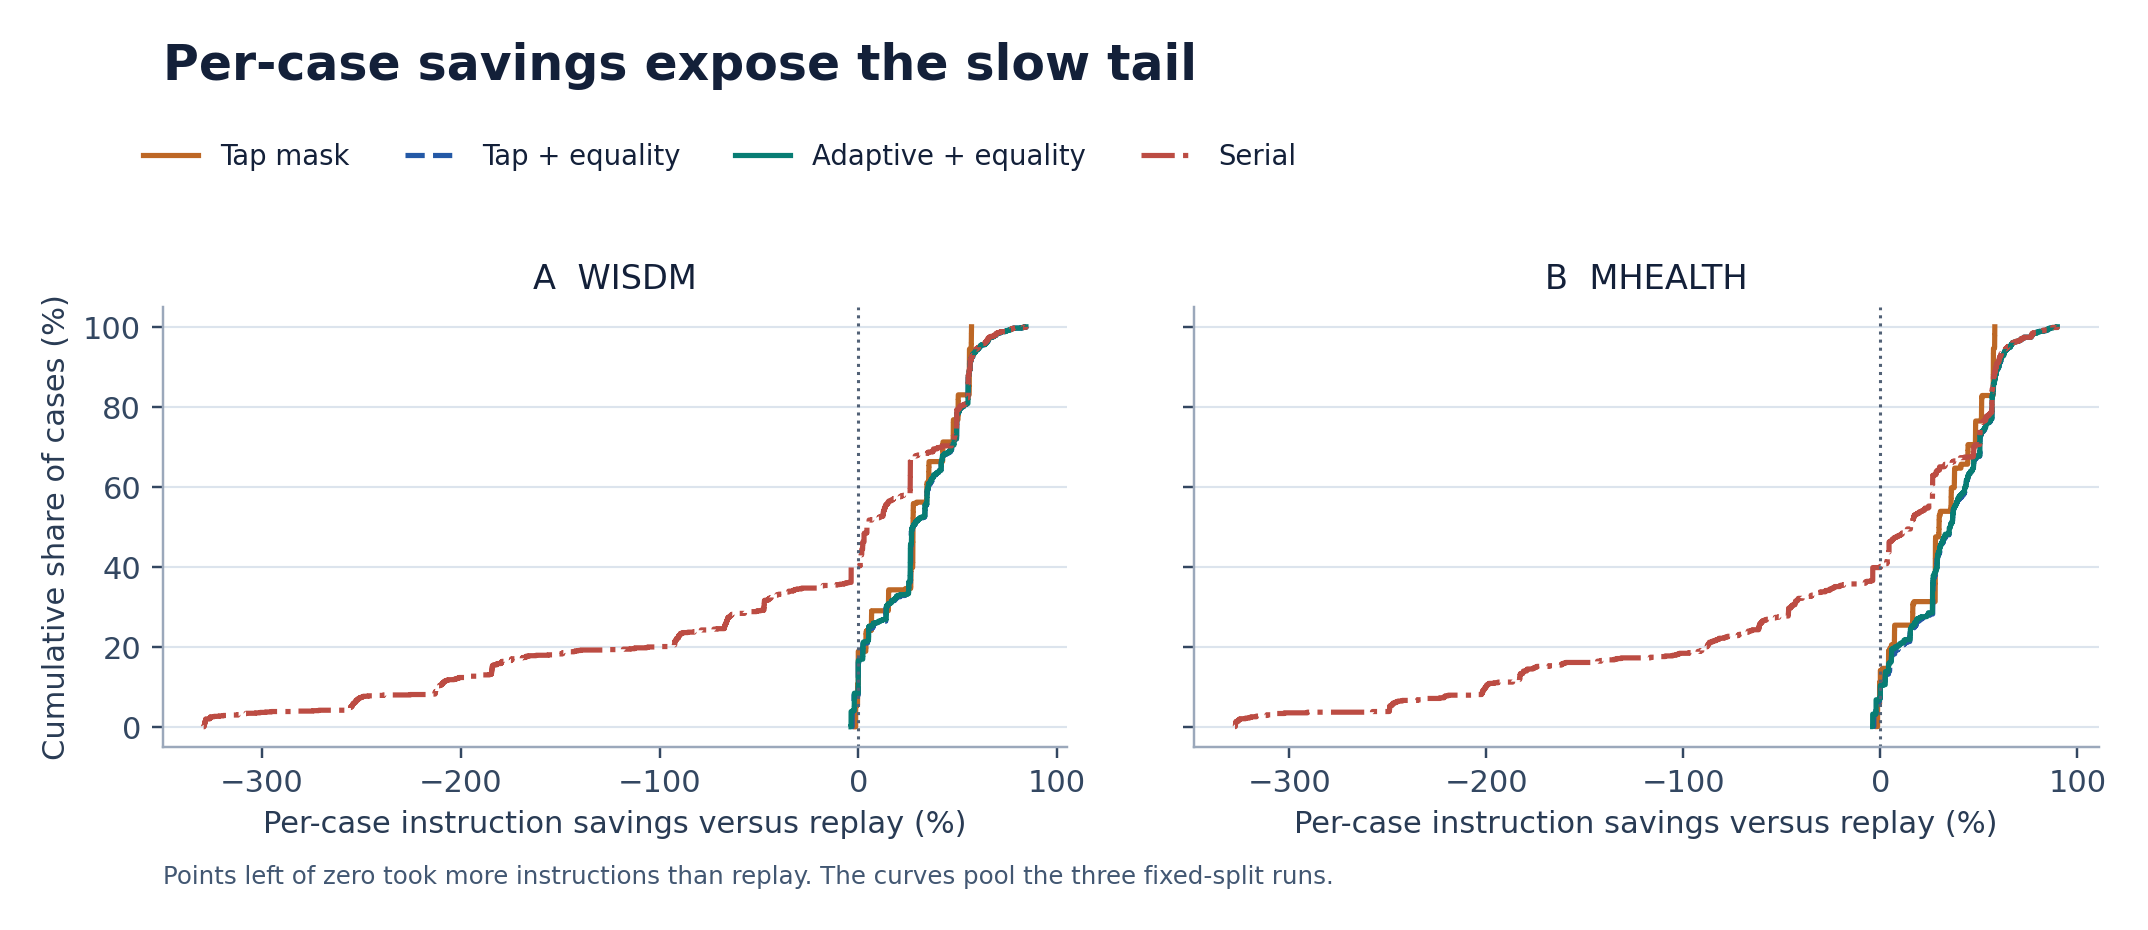 Per-case savings expose the slow tail
Tap mask
Tap + equality
Adaptive + equality
Serial
A WISDM
B MHEALTH
Cumulative share of cases (%)
100
80
60
40
20
0
−300
−200
−100
0
100
−300
−200
−100
0
100
Per-case instruction savings versus replay (%)
Per-case instruction savings versus replay (%)
Points left of zero took more instructions than replay. The curves pool the three fixed-split runs.